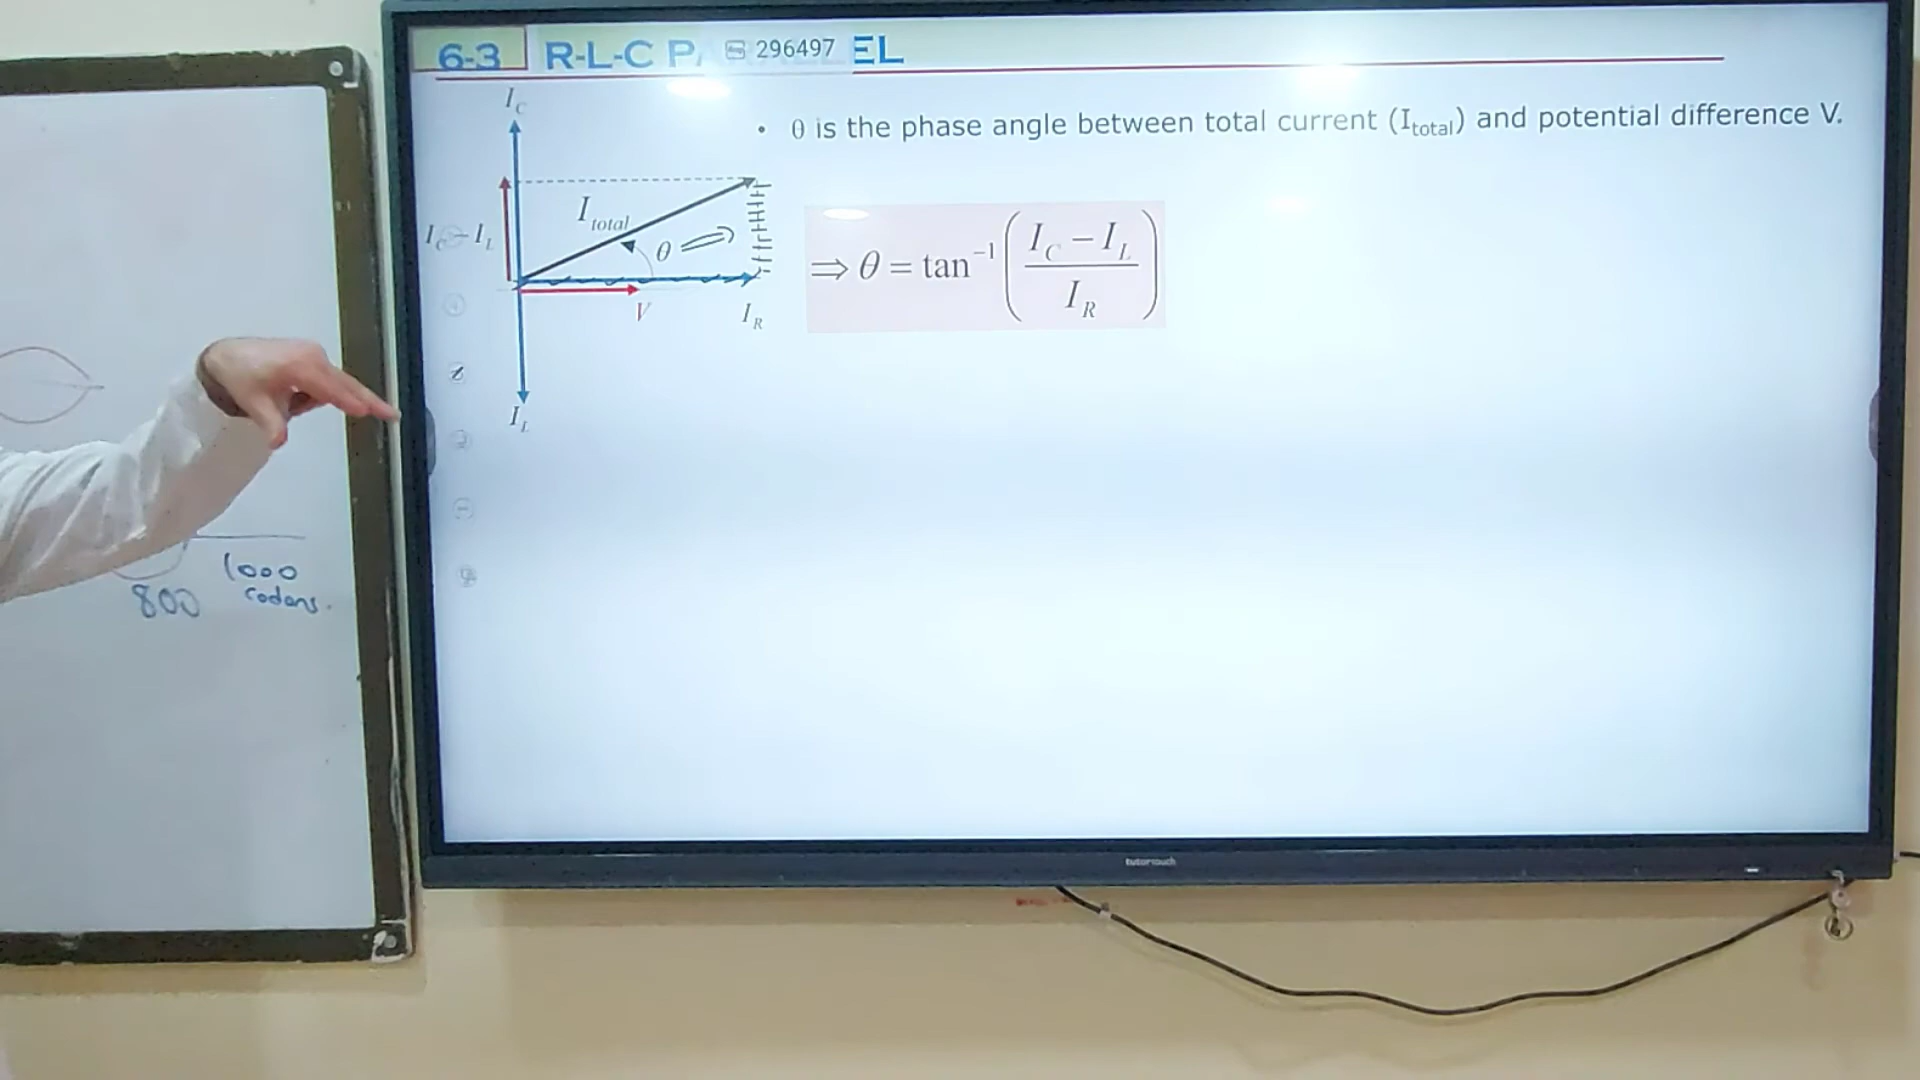 6-3 R-L-C P 296497 EL
I_C
• θ is the phase angle between total current (I_total) and potential difference V.
I_total
I_C - I_L
θ
⇒ θ = tan⁻¹ ( (I_C - I_L) / I_R )
V
I_R
I_L
1000
800 codons.
tutortouch